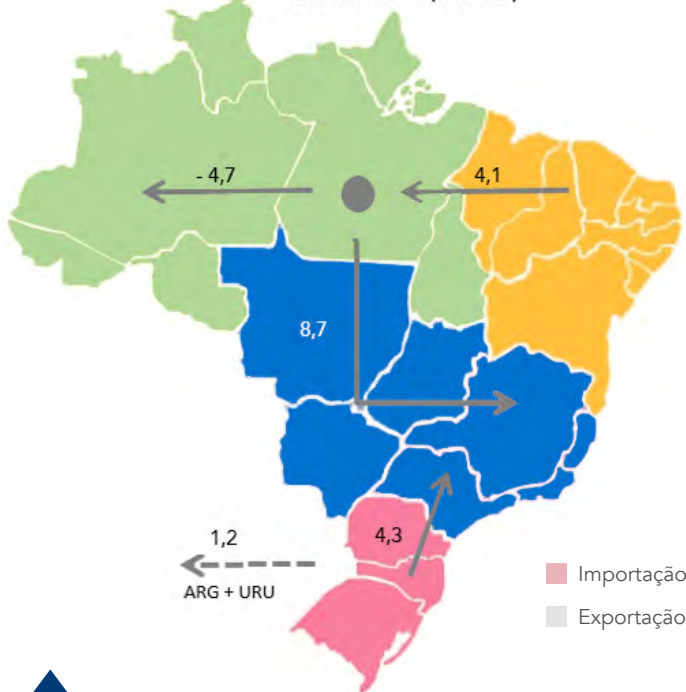 - 4,7
4,1
8,7
4,3
1,2
ARG + URU
Importação
Exportação